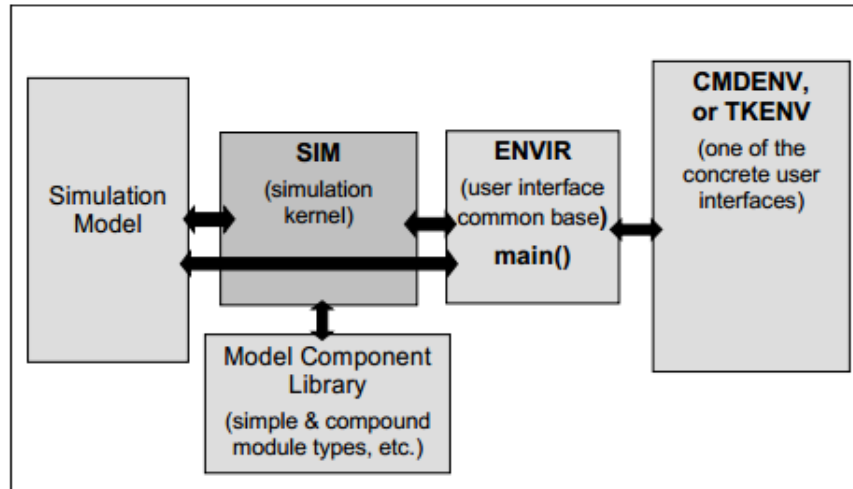 Simulation
Model
SIM
(simulation
kernel)
ENVIR
(user interface
common base)
main()
CMDENV,
or TKENV
(one of the
concrete user
interfaces)
Model Component
Library
(simple & compound
module types, etc.)